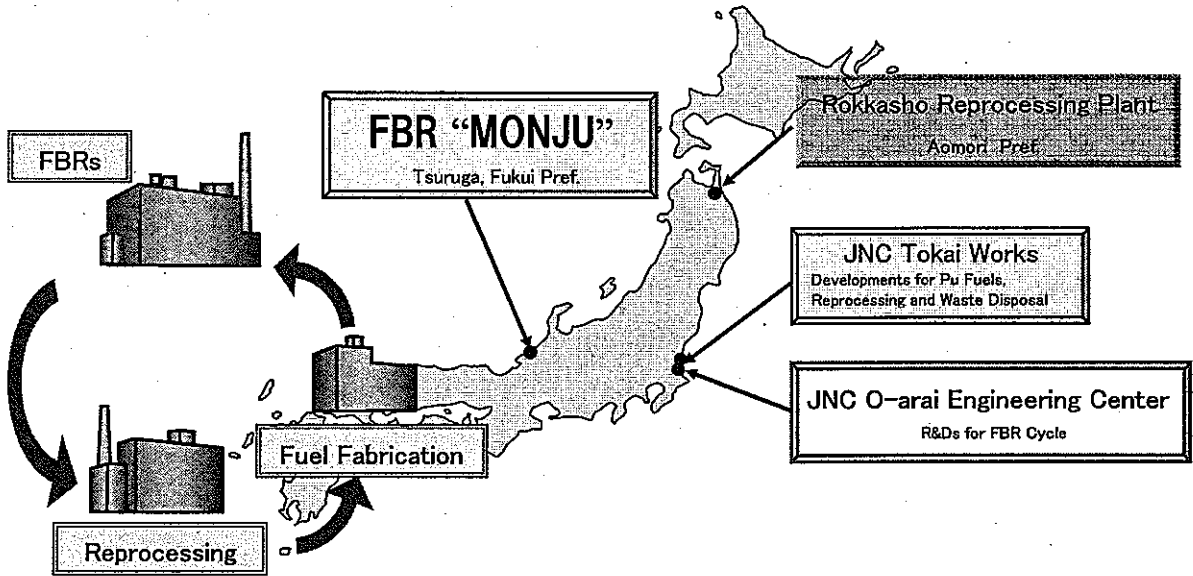 FBRs
FBR “MONJU”
Tsuruga, Fukui Pref.
Rokkasho Reprocessing Plant
Aomori Pref.
JNC Tokai Works
Developments for Pu Fuels,
Reprocessing and Waste Disposal
JNC O-arai Engineering Center
R&Ds for FBR Cycle
Fuel Fabrication
Reprocessing